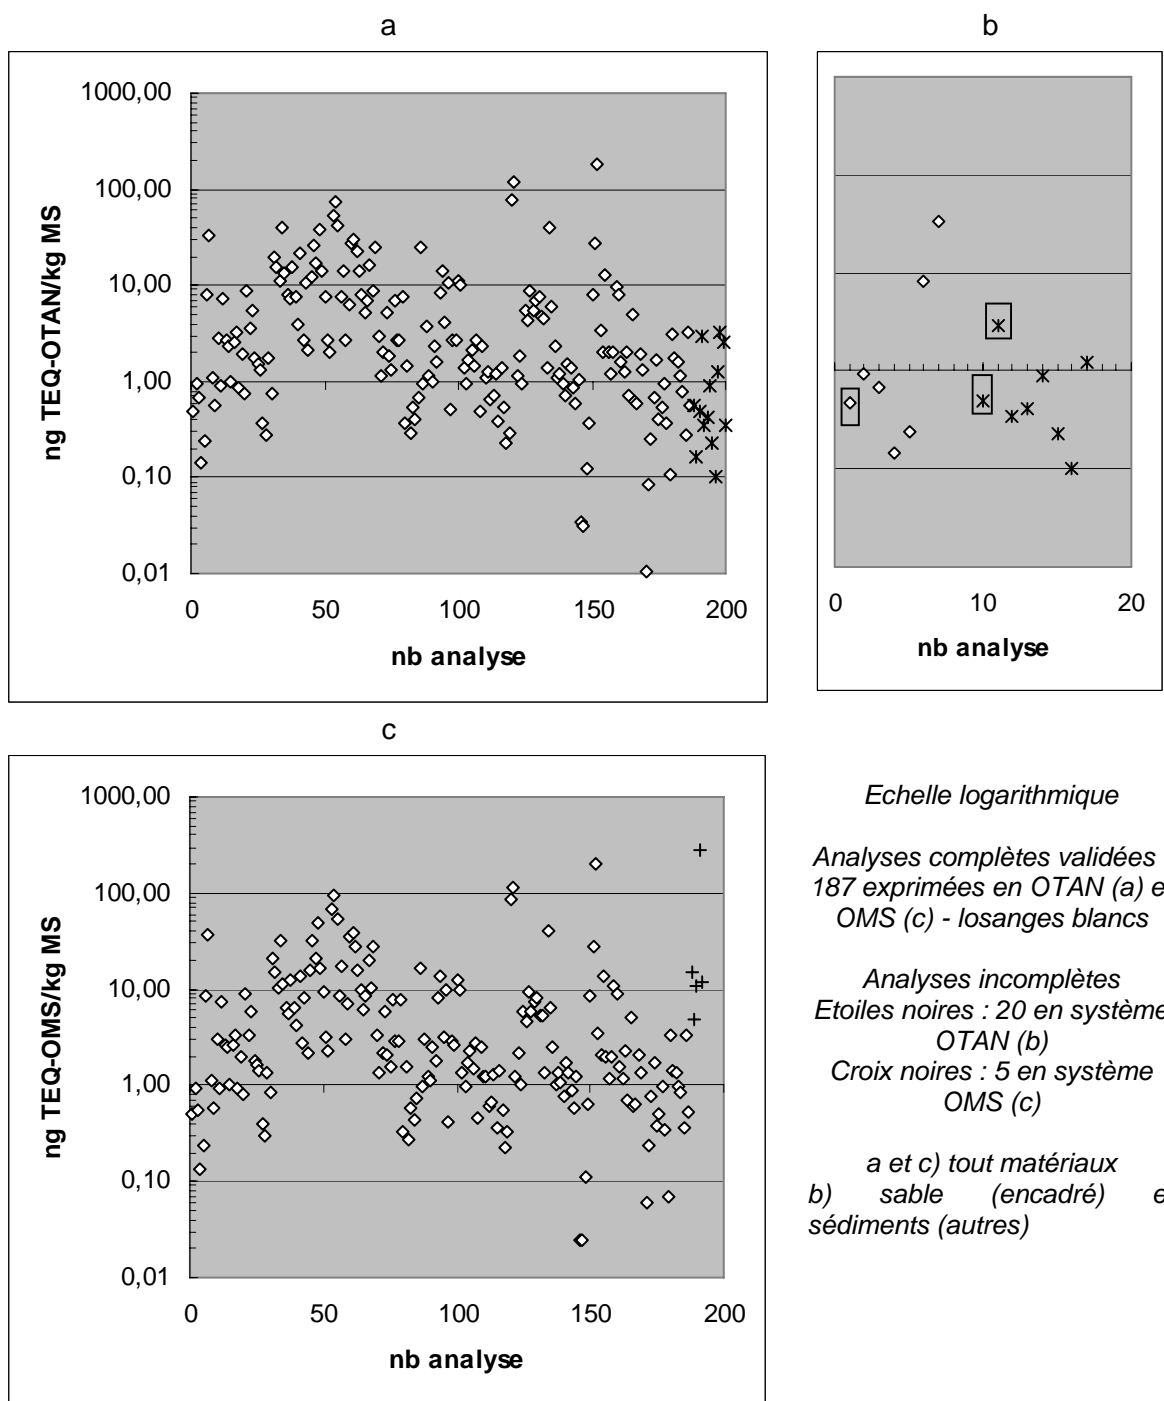 a
b
1000,00
100,00
10,00
1,00
0,10
0,01
ng TEQ-OTAN/kg MS
0
50
100
150
200
nb analyse
0
10
20
nb analyse
c
1000,00
100,00
10,00
1,00
0,10
0,01
ng TEQ-OMS/kg MS
0
50
100
150
200
nb analyse
Echelle logarithmique
Analyses complètes validées
187 exprimées en OTAN (a) e
OMS (c) - losanges blancs
Analyses incomplètes
Etoiles noires : 20 en système
OTAN (b)
Croix noires : 5 en système
OMS (c)
a et c) tout matériaux
b) sable (encadré) e
sédiments (autres)